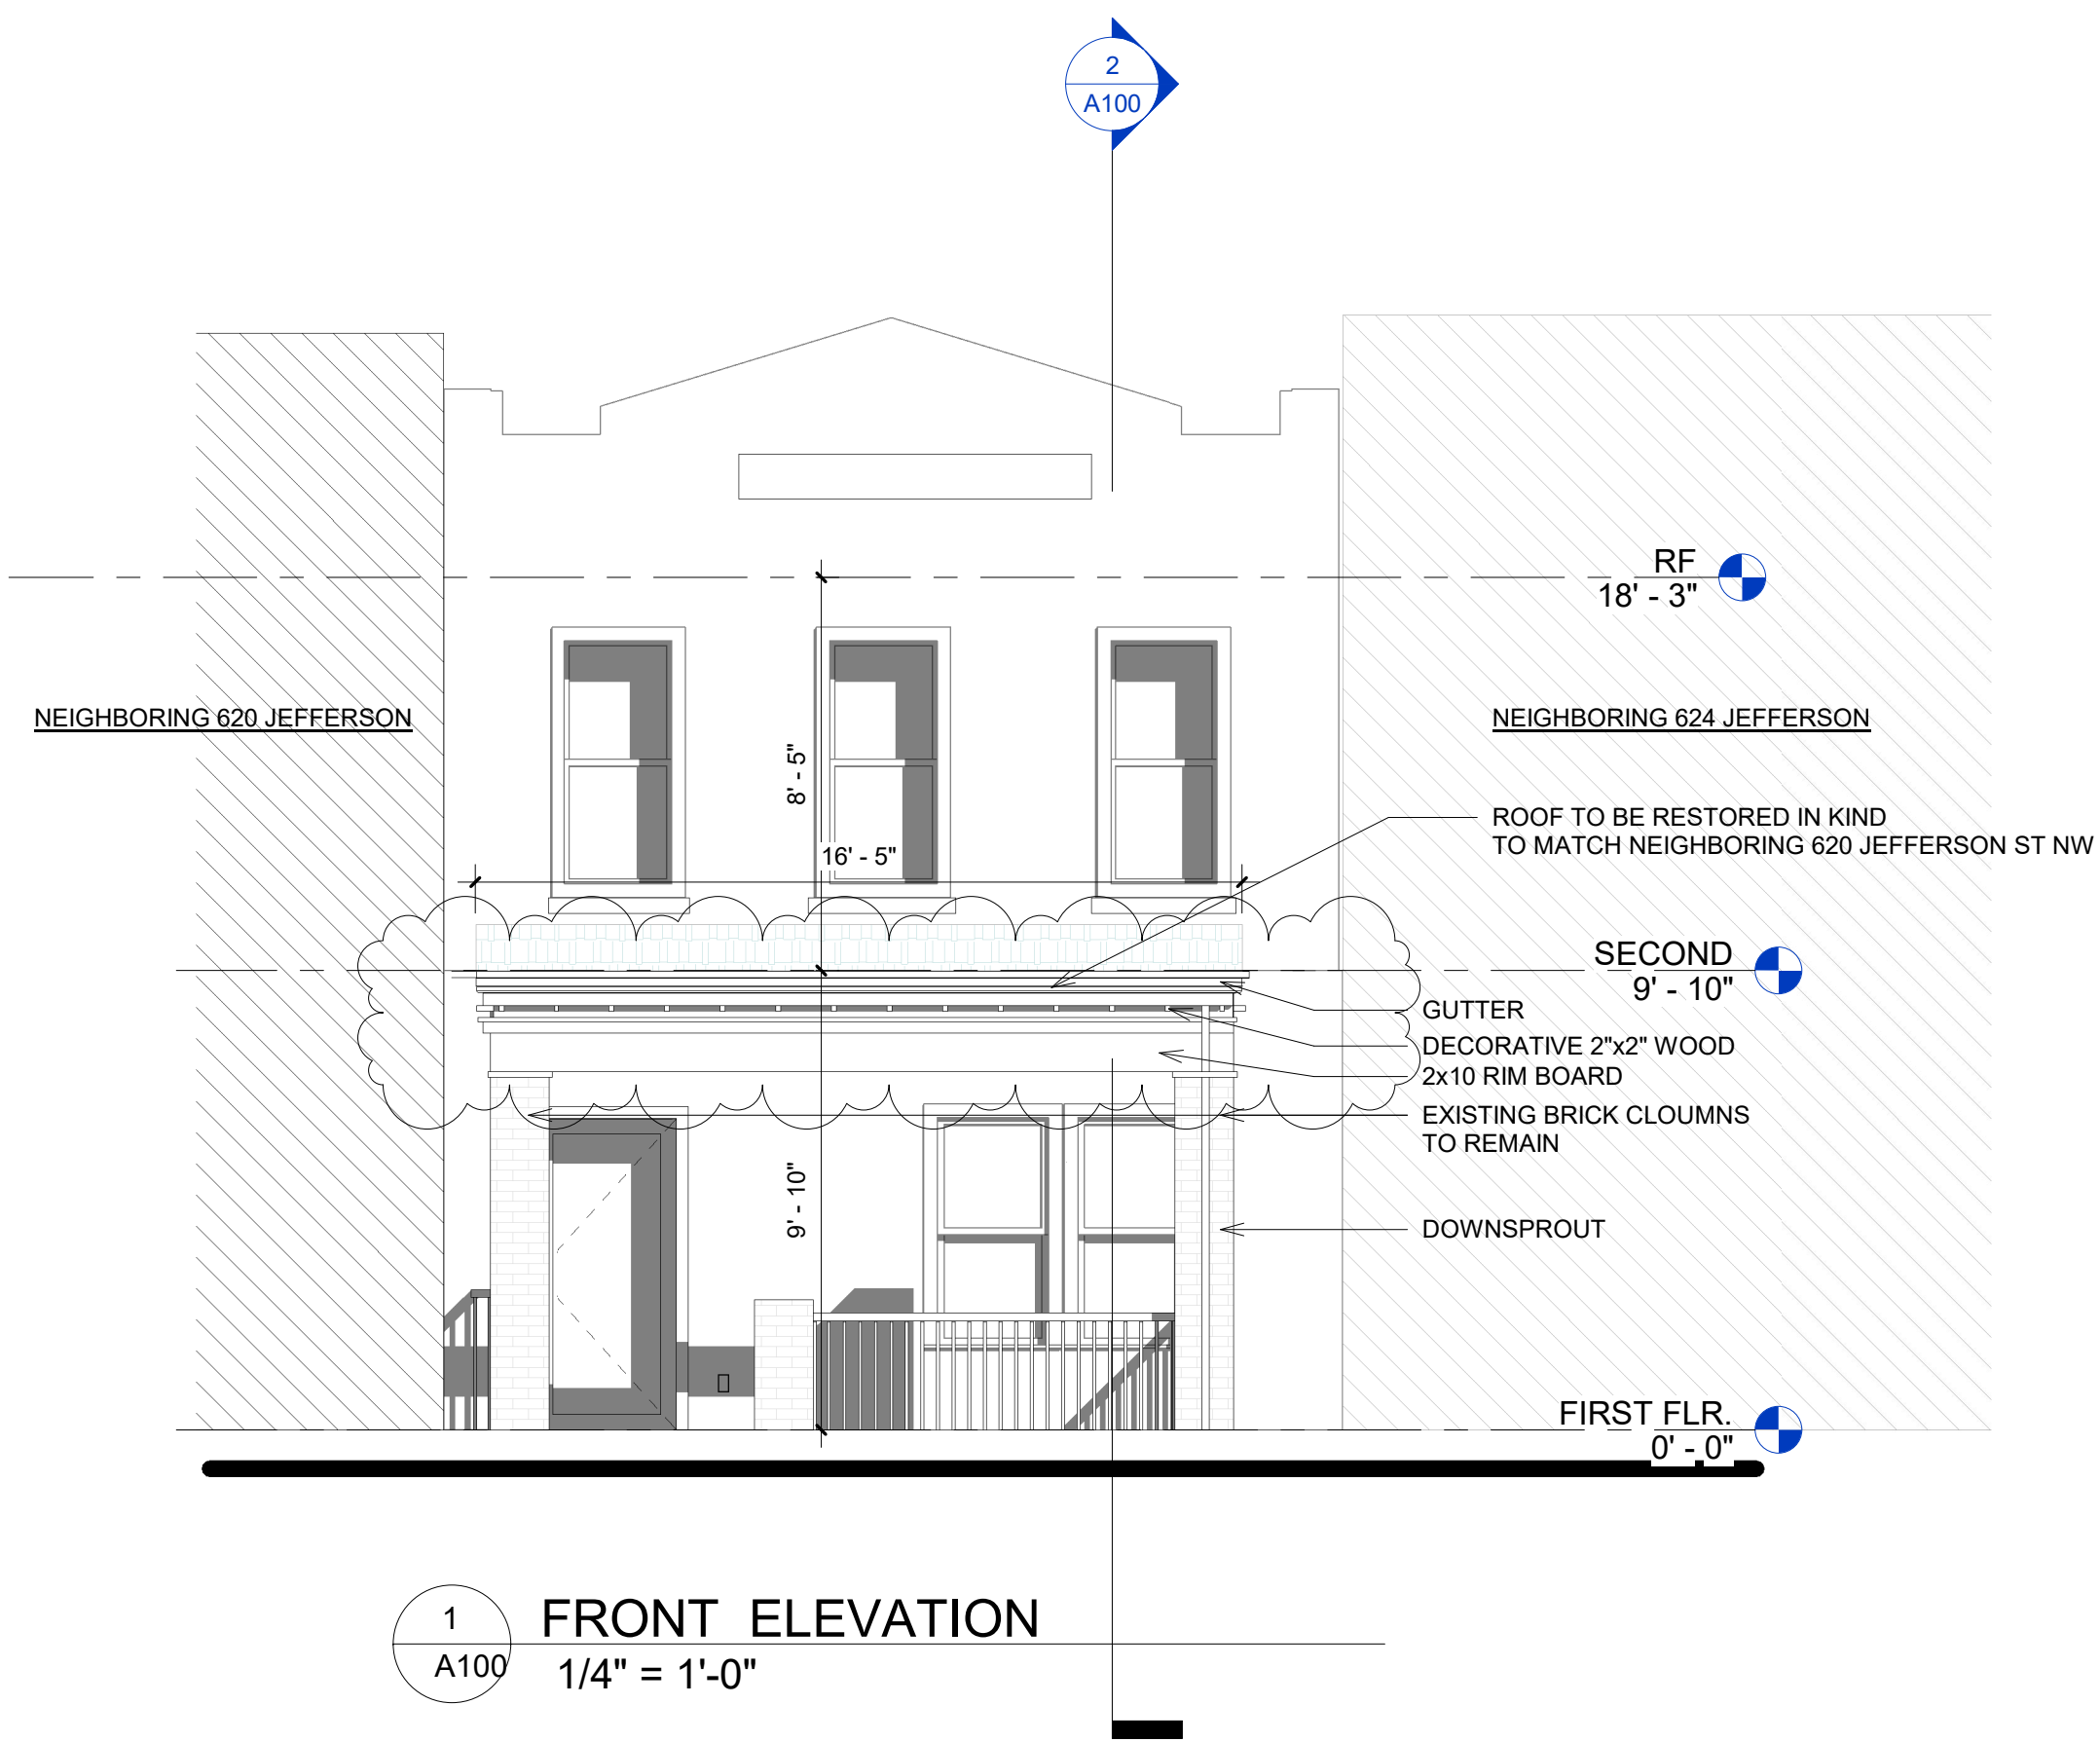 2
A100
RF
18' - 3"
NEIGHBORING 620 JEFFERSON
NEIGHBORING 624 JEFFERSON
8' - 5"
ROOF TO BE RESTORED IN KIND
TO MATCH NEIGHBORING 620 JEFFERSON ST NW
16' - 5"
SECOND
9' - 10"
GUTTER
DECORATIVE 2"x2" WOOD
2x10 RIM BOARD
EXISTING BRICK CLOUMNS
TO REMAIN
9' - 10"
DOWNSPROUT
FIRST FLR.
0' - 0"
1
A100
FRONT ELEVATION
1/4" = 1'-0"